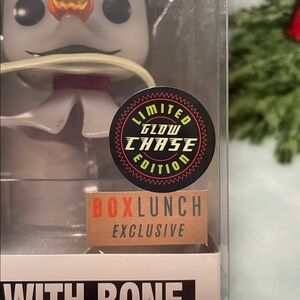 LIMITED
GLOW
CHASE
EDITION
BOXLUNCH
EXCLUSIVE
WITH BONE